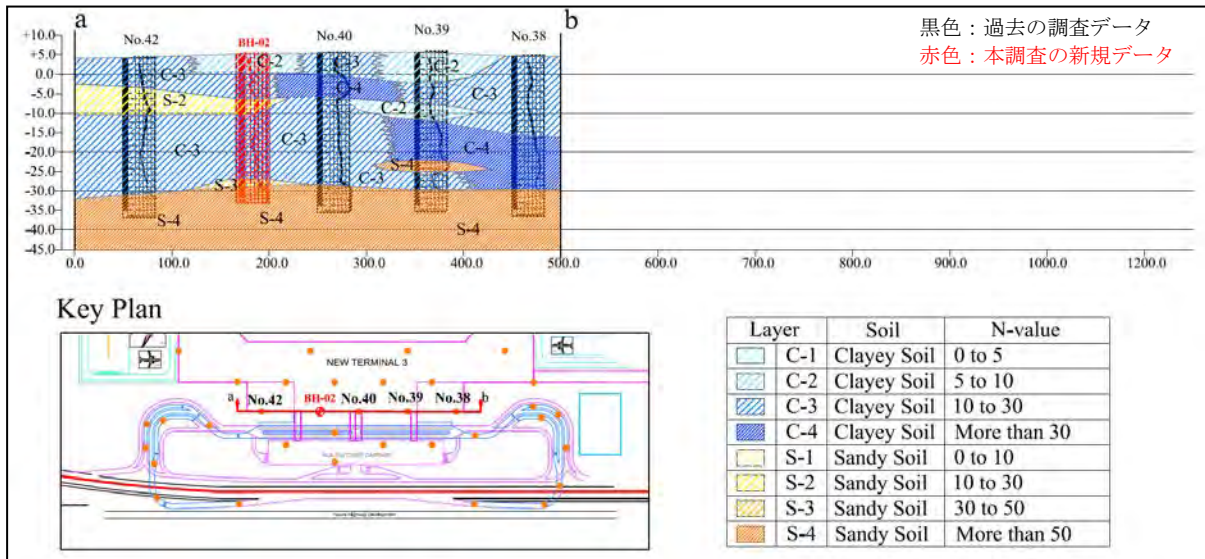 a
b
黒色：過去の調査データ
赤色：本調査の新規データ
No.42
BH-02
No.40
No.39
No.38
+10.0
+5.0
0.0
-5.0
-10.0
-15.0
-20.0
-25.0
-30.0
-35.0
-40.0
-45.0
C-3
C-2
C-3
C-2
C-4
C-3
S-2
C-2
C-3
C-3
C-4
S-4
S-3
C-3
S-4
S-4
S-4
0.0 100.0 200.0 300.0 400.0 500.0 600.0 700.0 800.0 900.0 1000.0 1100.0 1200.0
Key Plan
NEW TERMINAL 3
a
No.42 BH-02 No.40 No.39 No.38
b
Layer Soil N-value
C-1 Clayey Soil 0 to 5
C-2 Clayey Soil 5 to 10
C-3 Clayey Soil 10 to 30
C-4 Clayey Soil More than 30
S-1 Sandy Soil 0 to 10
S-2 Sandy Soil 10 to 30
S-3 Sandy Soil 30 to 50
S-4 Sandy Soil More than 50